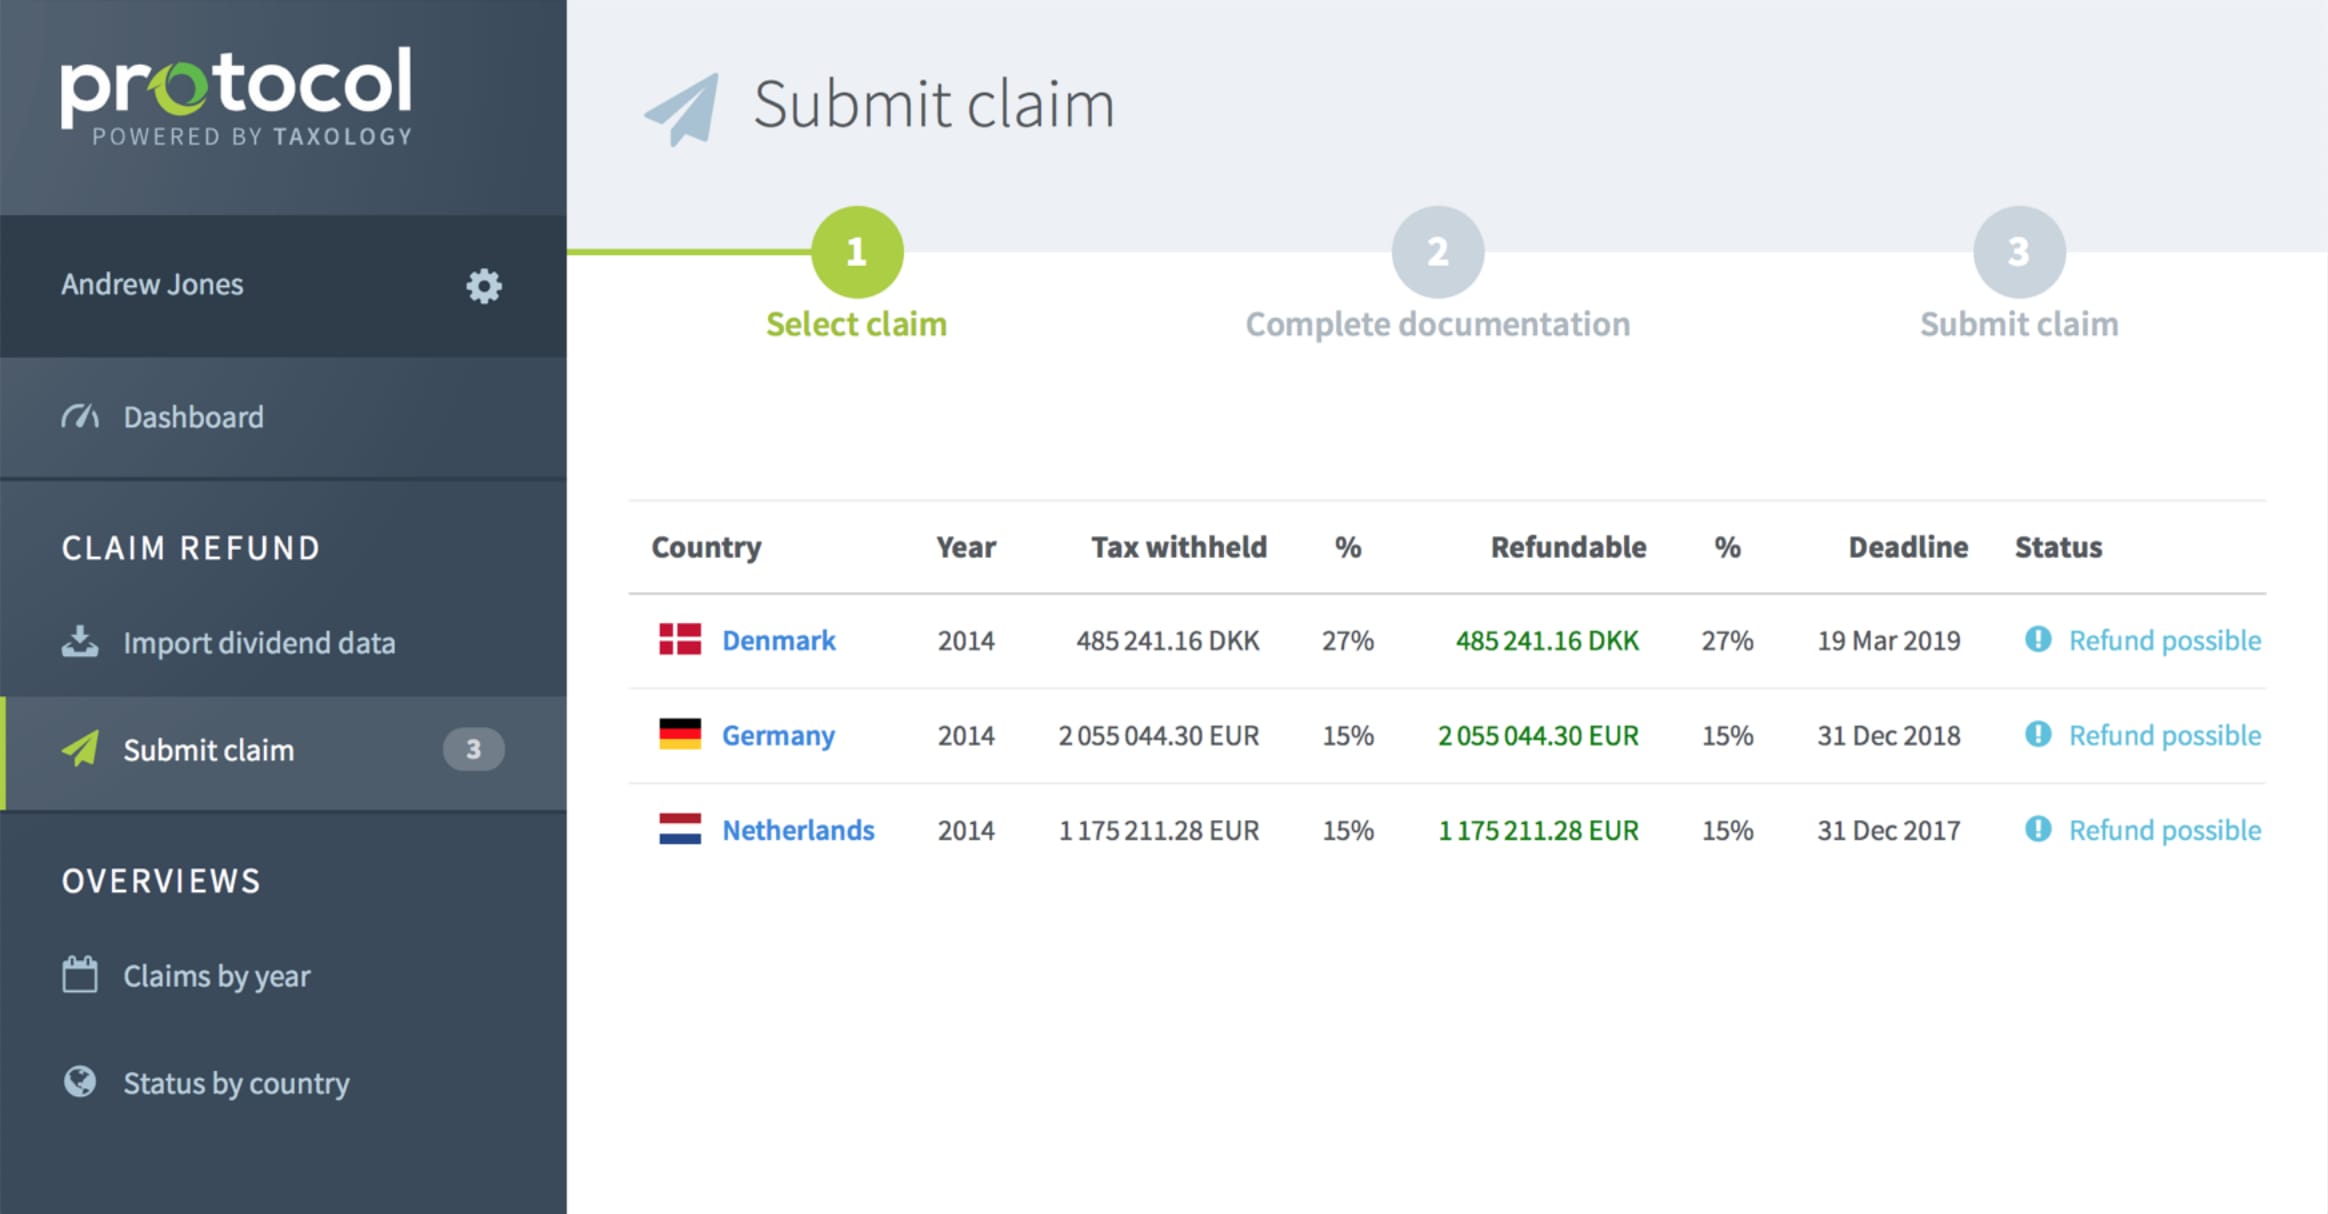 protocol
POWERED BY TAXOLOGY
Andrew Jones
Dashboard
CLAIM REFUND
Import dividend data
Submit claim 3
OVERVIEWS
Claims by year
Status by country
Submit claim
1 2 3
Select claim Complete documentation Submit claim
Country Year Tax withheld % Refundable % Deadline Status
Denmark 2014 485 241.16 DKK 27% 485 241.16 DKK 27% 19 Mar 2019 Refund possible
Germany 2014 2 055 044.30 EUR 15% 2 055 044.30 EUR 15% 31 Dec 2018 Refund possible
Netherlands 2014 1 175 211.28 EUR 15% 1 175 211.28 EUR 15% 31 Dec 2017 Refund possible